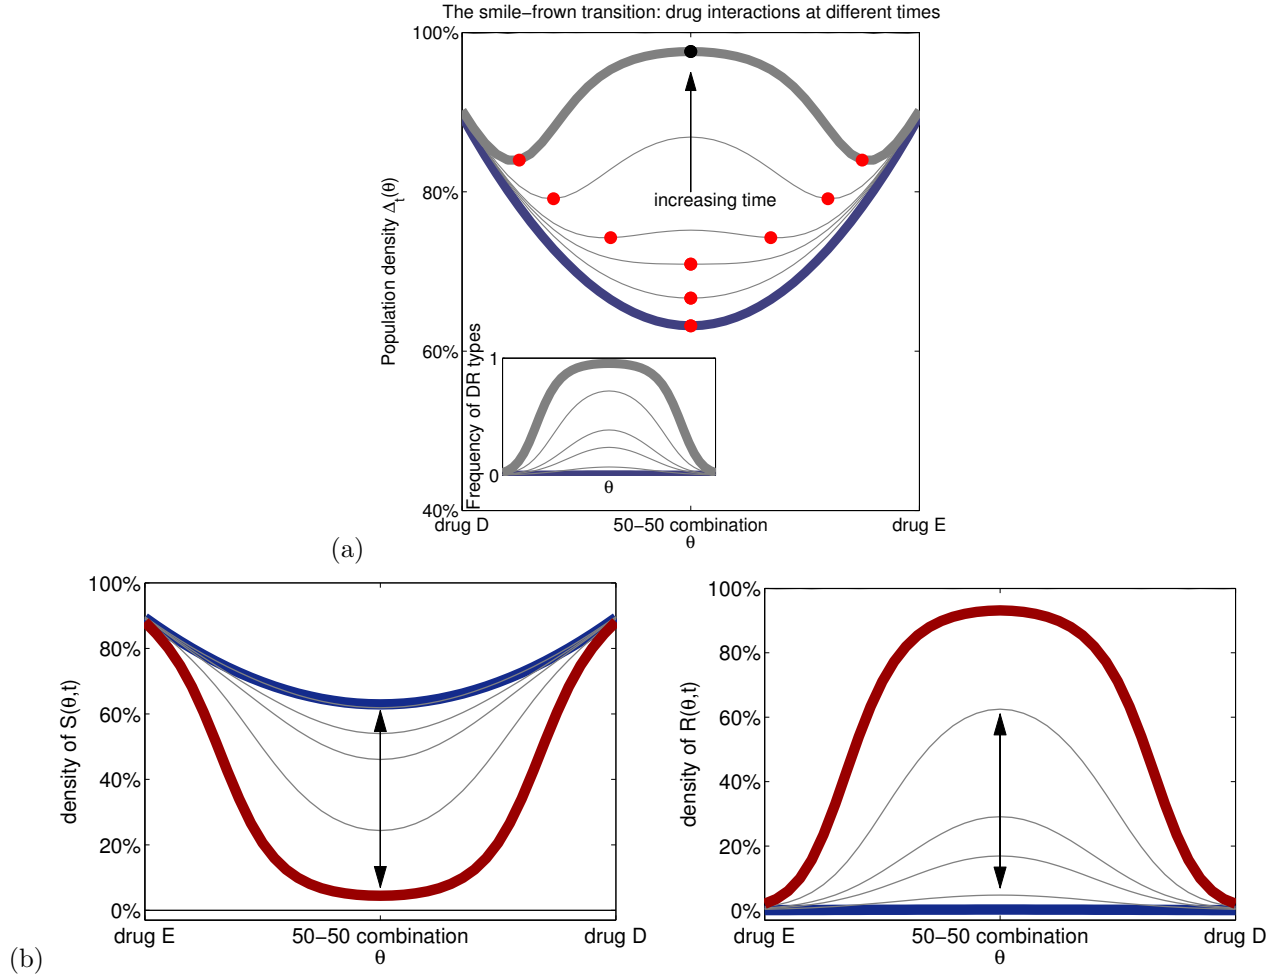 The smile−frown transition: drug interactions at different times
100%
80%
60%
40%
Population density Δt(θ)
increasing time
Frequency of DR types
1
0
θ
drug D
50−50 combination
drug E
θ
(a)
100%
80%
60%
40%
20%
0%
density of S(θ,t)
drug E
50−50 combination
drug D
θ
100%
80%
60%
40%
20%
0%
density of R(θ,t)
drug E
50−50 combination
drug D
θ
(b)